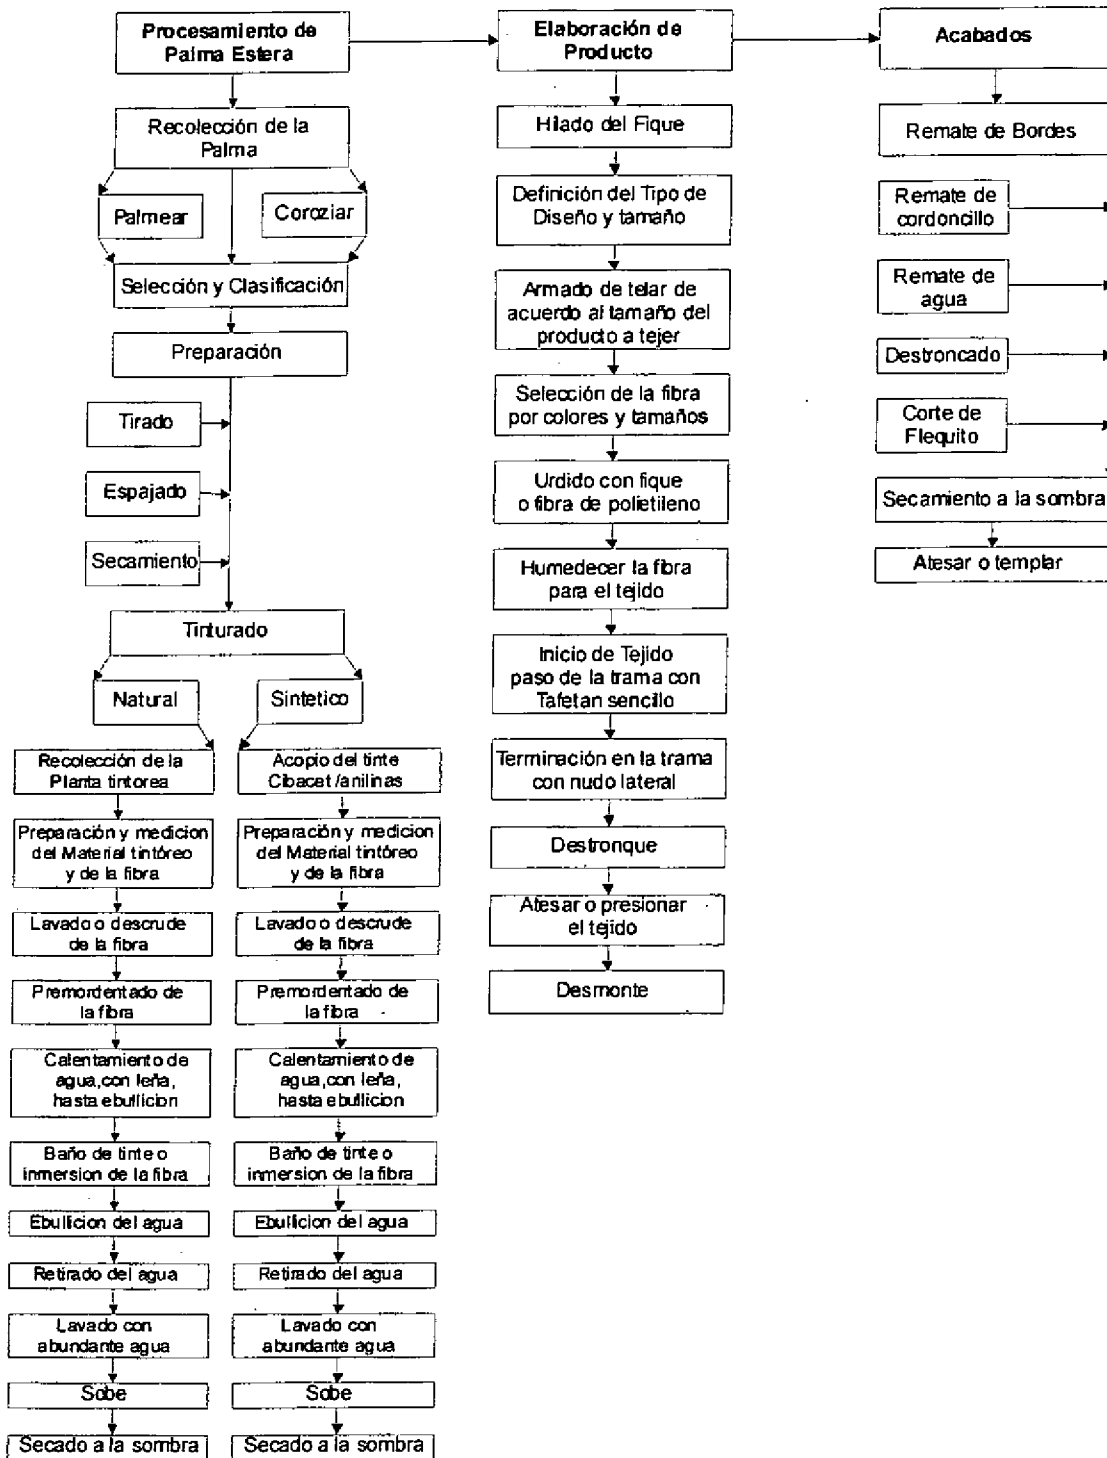 Procesamiento de
Palma Estera
Recolección de la
Palma
Palmear
Coroziar
Selección y Clasificación
Preparación
Tirado
Espajado
Secamiento
Tinturado
Natural
Sintetico
Recolección de la
Planta tintorea
Preparación y medicion
del Material tintóreo
y de la fibra
Lavado o descrude
de la fibra
Premordentado de
la fibra
Calentamiento de
agua,con leña,
hasta ebullicion
Baño de tinte o
inmersion de la fibra
Ebullicion del agua
Retirado del agua
Lavado con
abundante agua
Sobe
Secado a la sombra
Acopio del tinte
Cibacet/anilinas
Preparación y medicion
del Material tintóreo
y de la fibra
Lavado o descrude
de la fibra
Premordentado de
la fibra
Calentamiento de
agua,con leña,
hasta ebullicion
Baño de tinte o
inmersion de la fibra
Ebullicion del agua
Retirado del agua
Lavado con
abundante agua
Sobe
Secado a la sombra
Elaboración de
Producto
Hilado del Fique
Definición del Tipo de
Diseño y tamaño
Armado de telar de
acuerdo al tamaño del
producto a tejer
Selección de la fibra
por colores y tamaños
Urdido con fique
o fibra de polietileno
Humedecer la fibra
para el tejido
Inicio de Tejido
paso de la trama con
Tafetan sencillo
Terminación en la trama
con nudo lateral
Destronque
Atesar o presionar
el tejido
Desmonte
Acabados
Remate de Bordes
Remate de
cordoncillo
Remate de
agua
Destroncado
Corte de
Flequito
Secamiento a la sombra
Atesar o templar